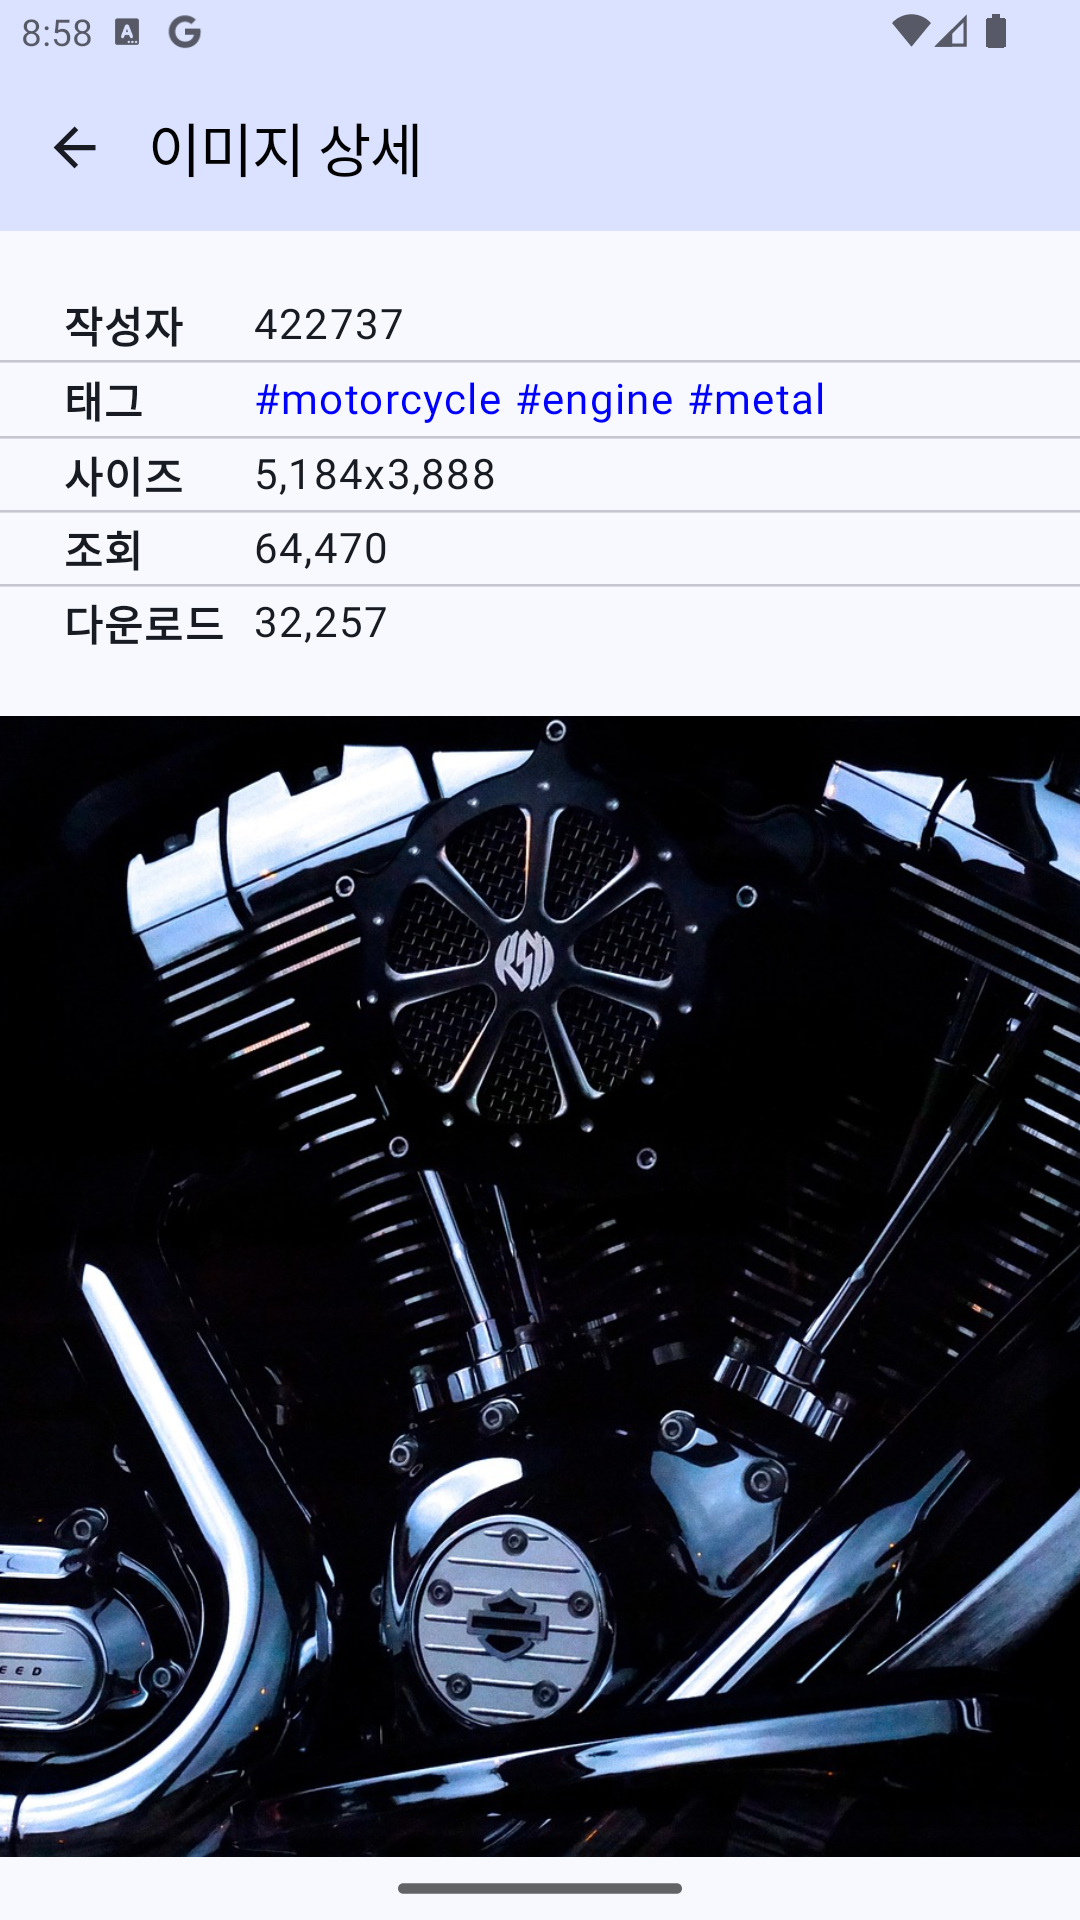 8:58
이미지 상세
작성자 422737
태그 #motorcycle #engine #metal
사이즈 5,184x3,888
조회 64,470
다운로드 32,257
RSD
EED